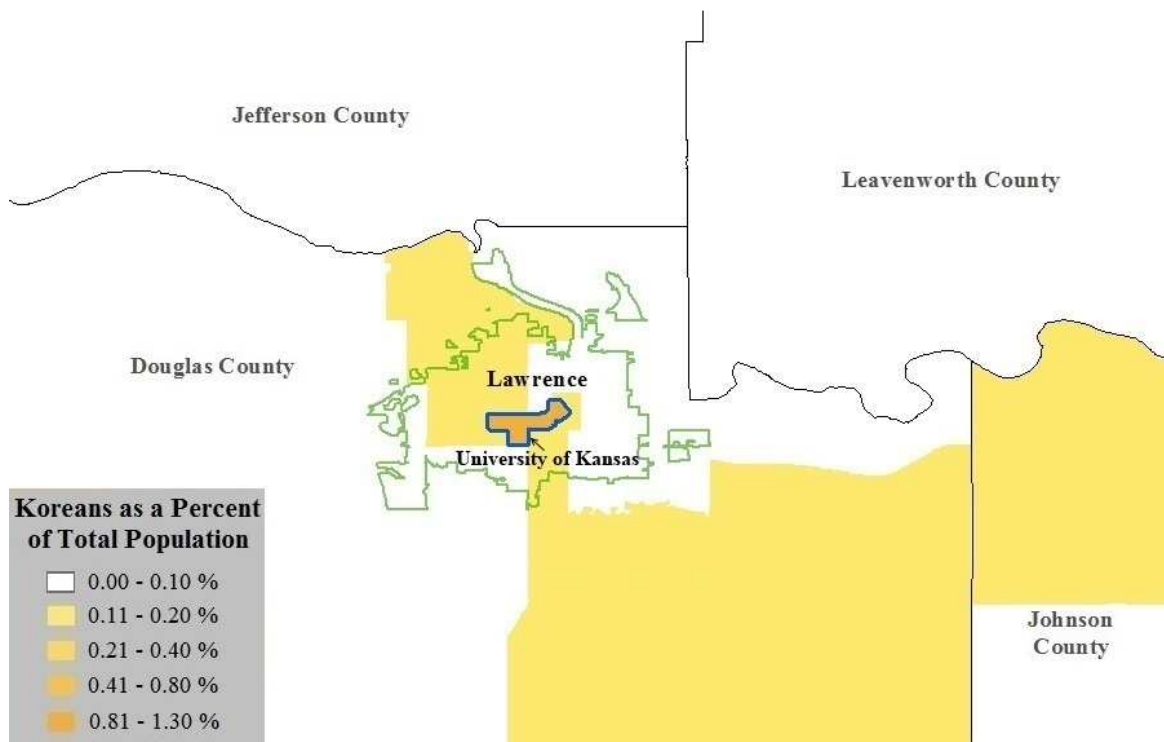 Jefferson County
Leavenworth County
Douglas County
Lawrence
University of Kansas
Johnson
County
Koreans as a Percent
of Total Population
0.00 - 0.10 %
0.11 - 0.20 %
0.21 - 0.40 %
0.41 - 0.80 %
0.81 - 1.30 %